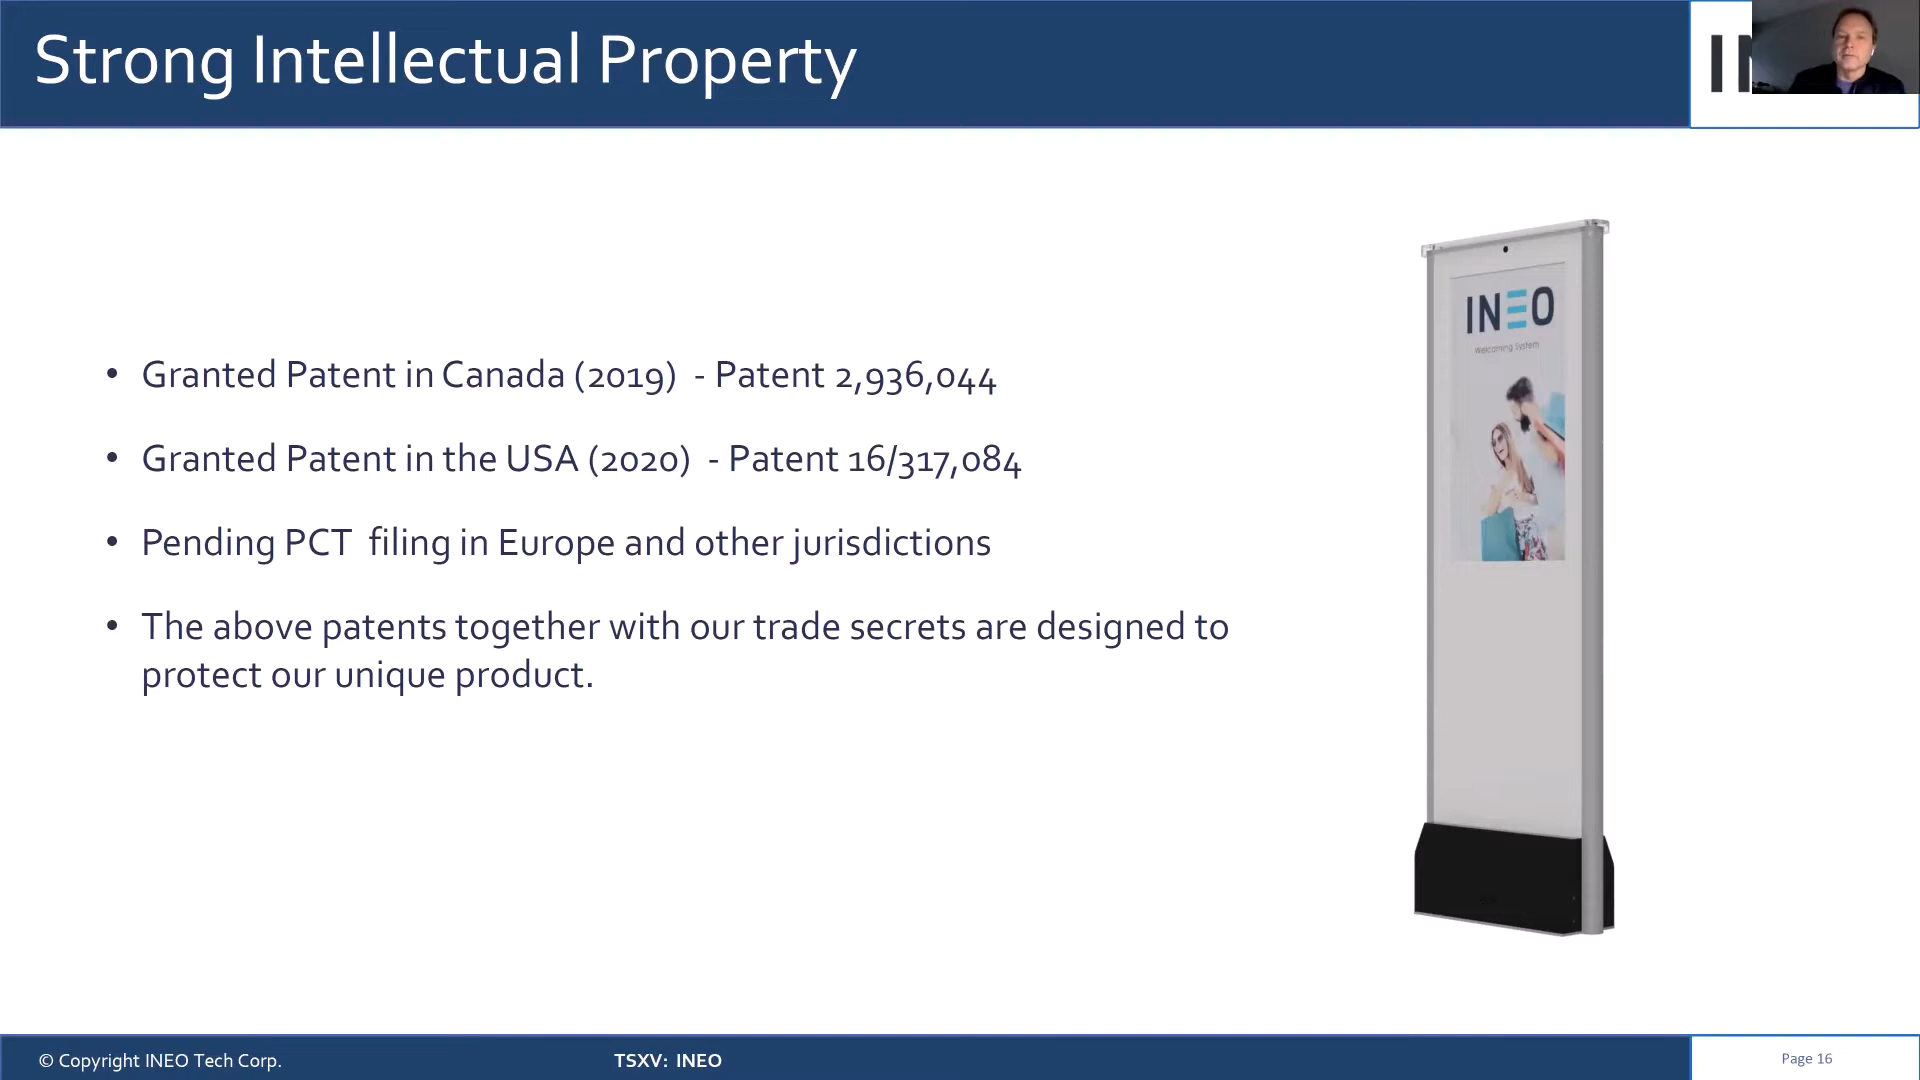 Strong Intellectual Property
• Granted Patent in Canada (2019) - Patent 2,936,044
• Granted Patent in the USA (2020) - Patent 16/317,084
• Pending PCT filing in Europe and other jurisdictions
• The above patents together with our trade secrets are designed to
protect our unique product.
INEO
Welcoming System
© Copyright INEO Tech Corp.
TSXV: INEO
Page 16